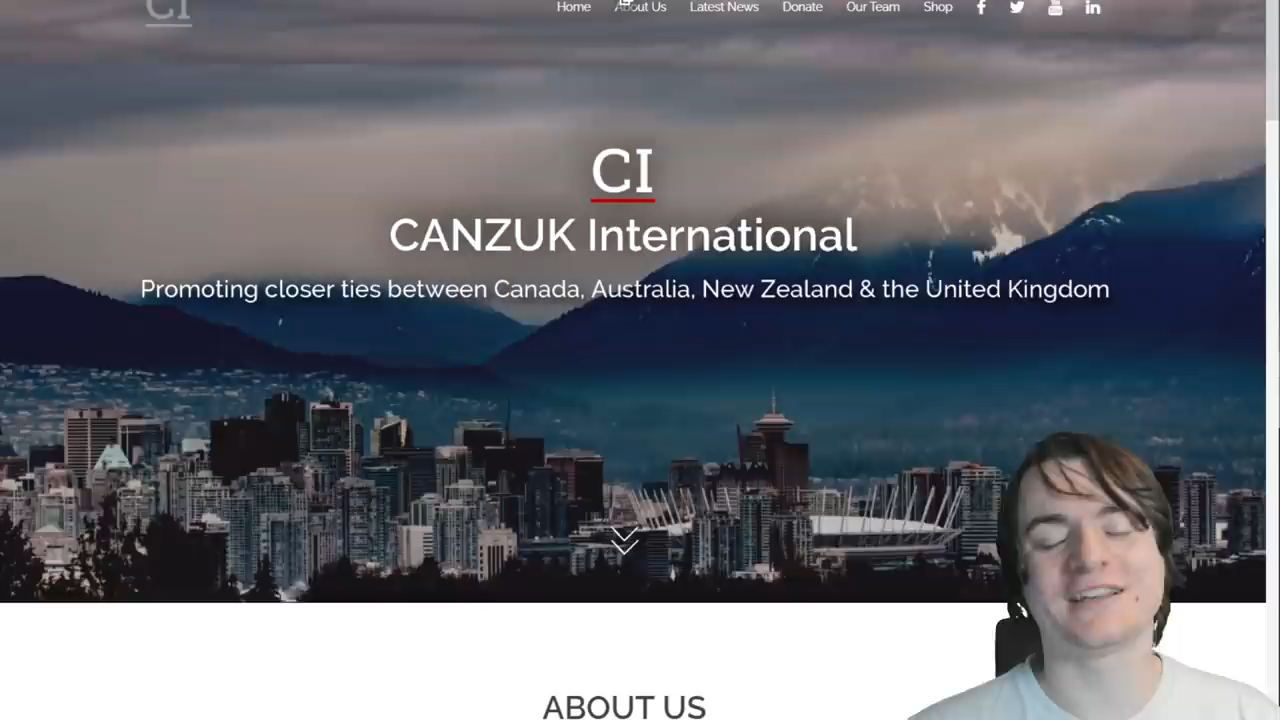 CI
Home About Us Latest News Donate Our Team Shop
CI
CANZUK International
Promoting closer ties between Canada, Australia, New Zealand & the United Kingdom
ABOUT US